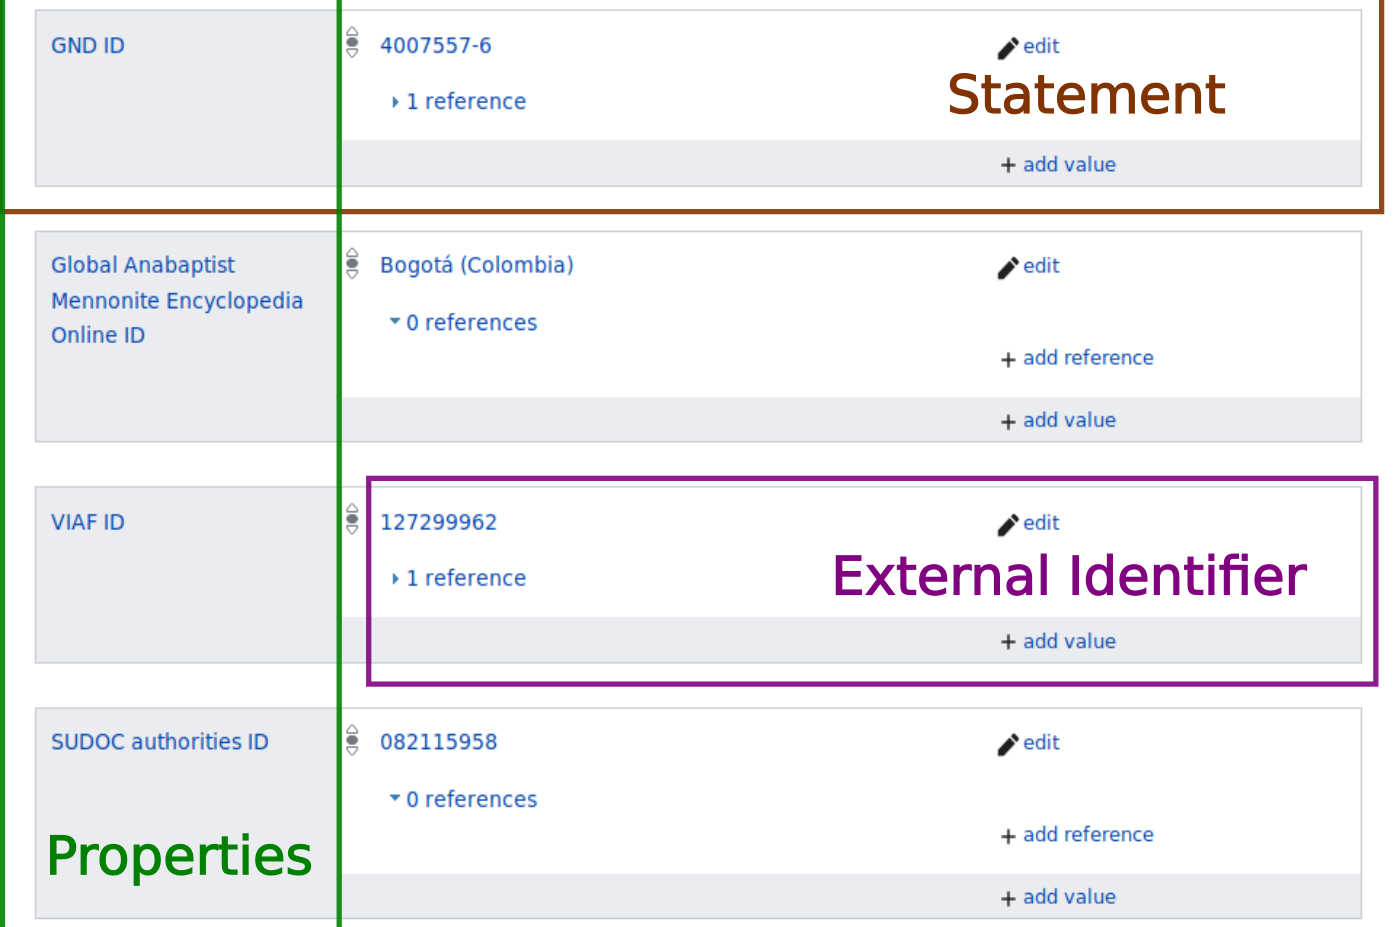 GND ID
4007557-6
edit
1 reference
Statement
+ add value
Global Anabaptist
Mennonite Encyclopedia
Online ID
Bogotá (Colombia)
edit
0 references
+ add reference
+ add value
VIAF ID
127299962
edit
1 reference
External Identifier
+ add value
SUDOC authorities ID
082115958
edit
0 references
+ add reference
Properties
+ add value